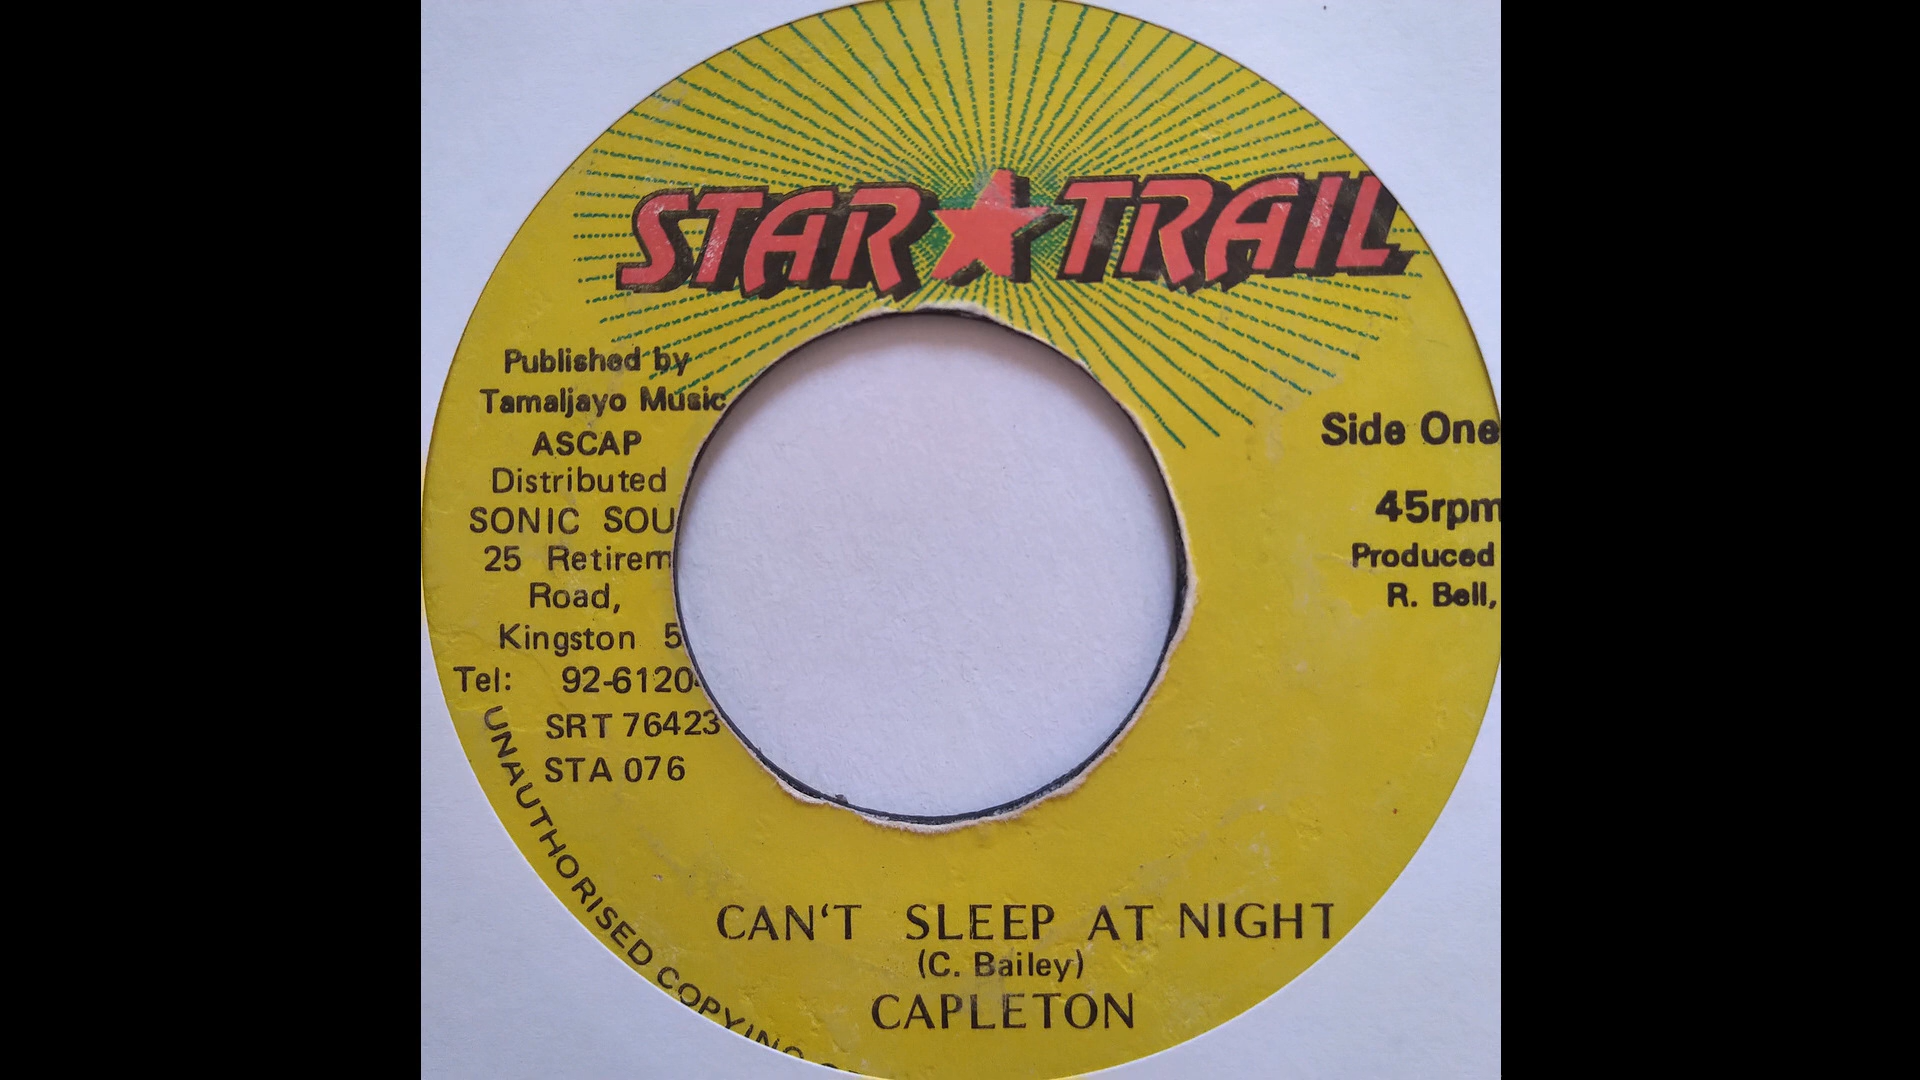 STAR TRAIL
Published by
Tamaljayo Music
ASCAP
Distributed
SONIC SOU
25 Retirem
Road,
Kingston 5
Tel: 92-6120
SRT 76423
STA 076
Side One
45rpm
Produced
R. Bell,
UNAUTHORISED COPYING
CAN'T SLEEP AT NIGHT
(C. Bailey)
CAPLETON